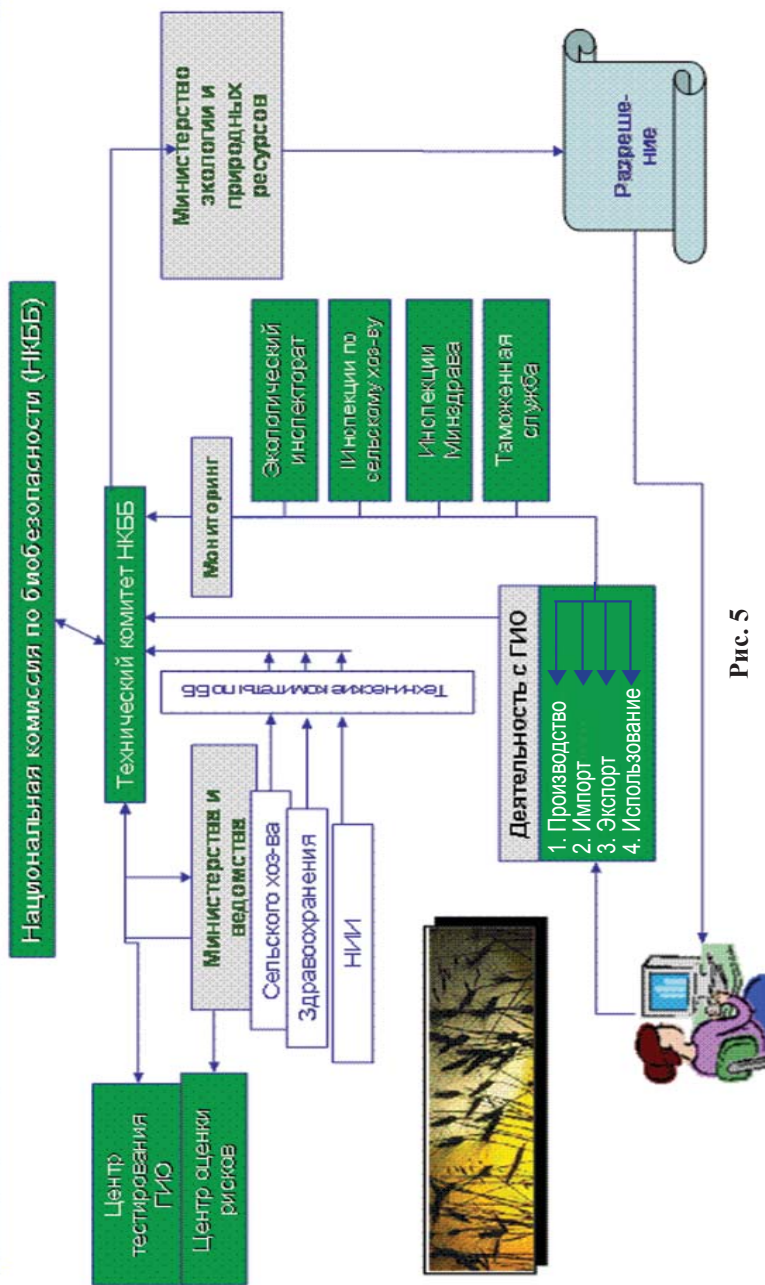 Национальная комиссия по биобезопасности (НКББ)
Технический комитет НКББ
Центр
тестирования
ГИО
Центр оценки
рисков
Министерства и
ведомства
Сельского хоз-ва
Здравоохранения
НИИ
Технические комитеты по ББ
Мониторинг
Экологический
инспекторат
Инспекции по
сельскому хоз-ву
Инспекции
Минздрава
Таможенная
служба
Министерство
экологии и
природных
ресурсов
Деятельность с ГИО
1. Производство
2. Импорт
3. Экспорт
4. Использование
Разреше-
ние
Рис. 5